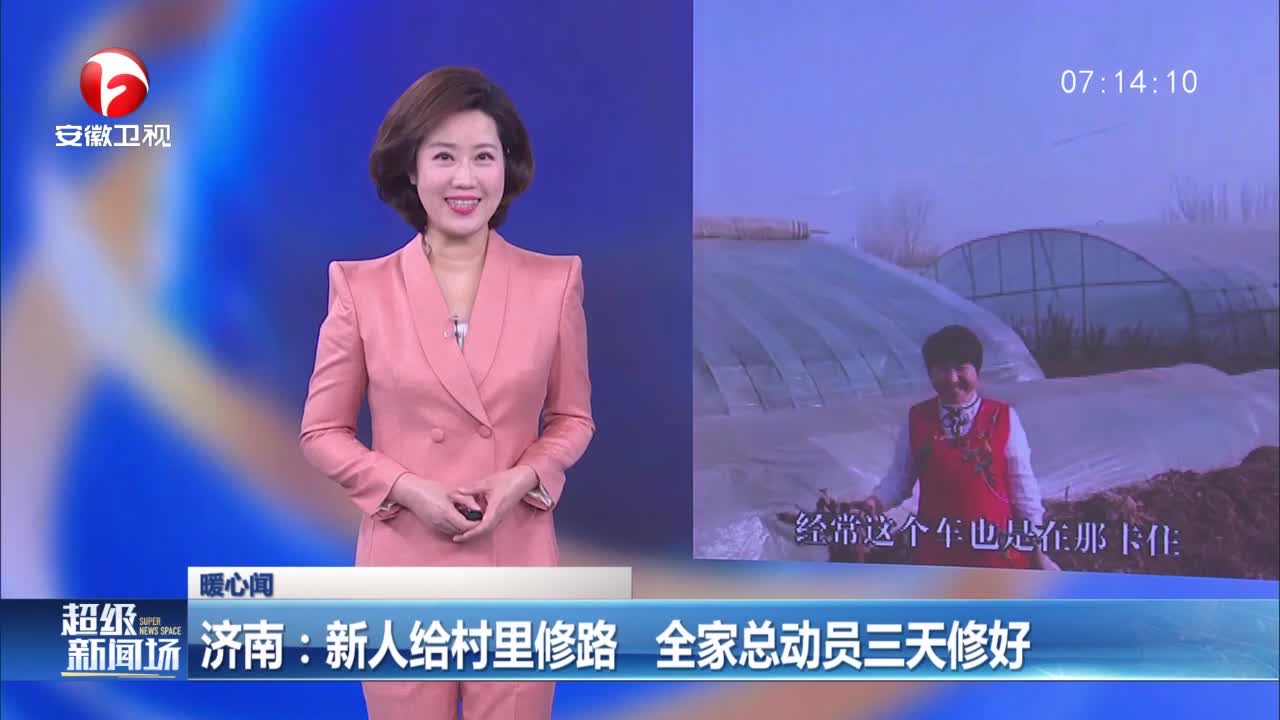 安徽卫视
07:14:10
经常这个车也是在那卡住
暖心闻
超级新闻场
SUPER
NEWS SPACE
济南：新人给村里修路 全家总动员三天修好